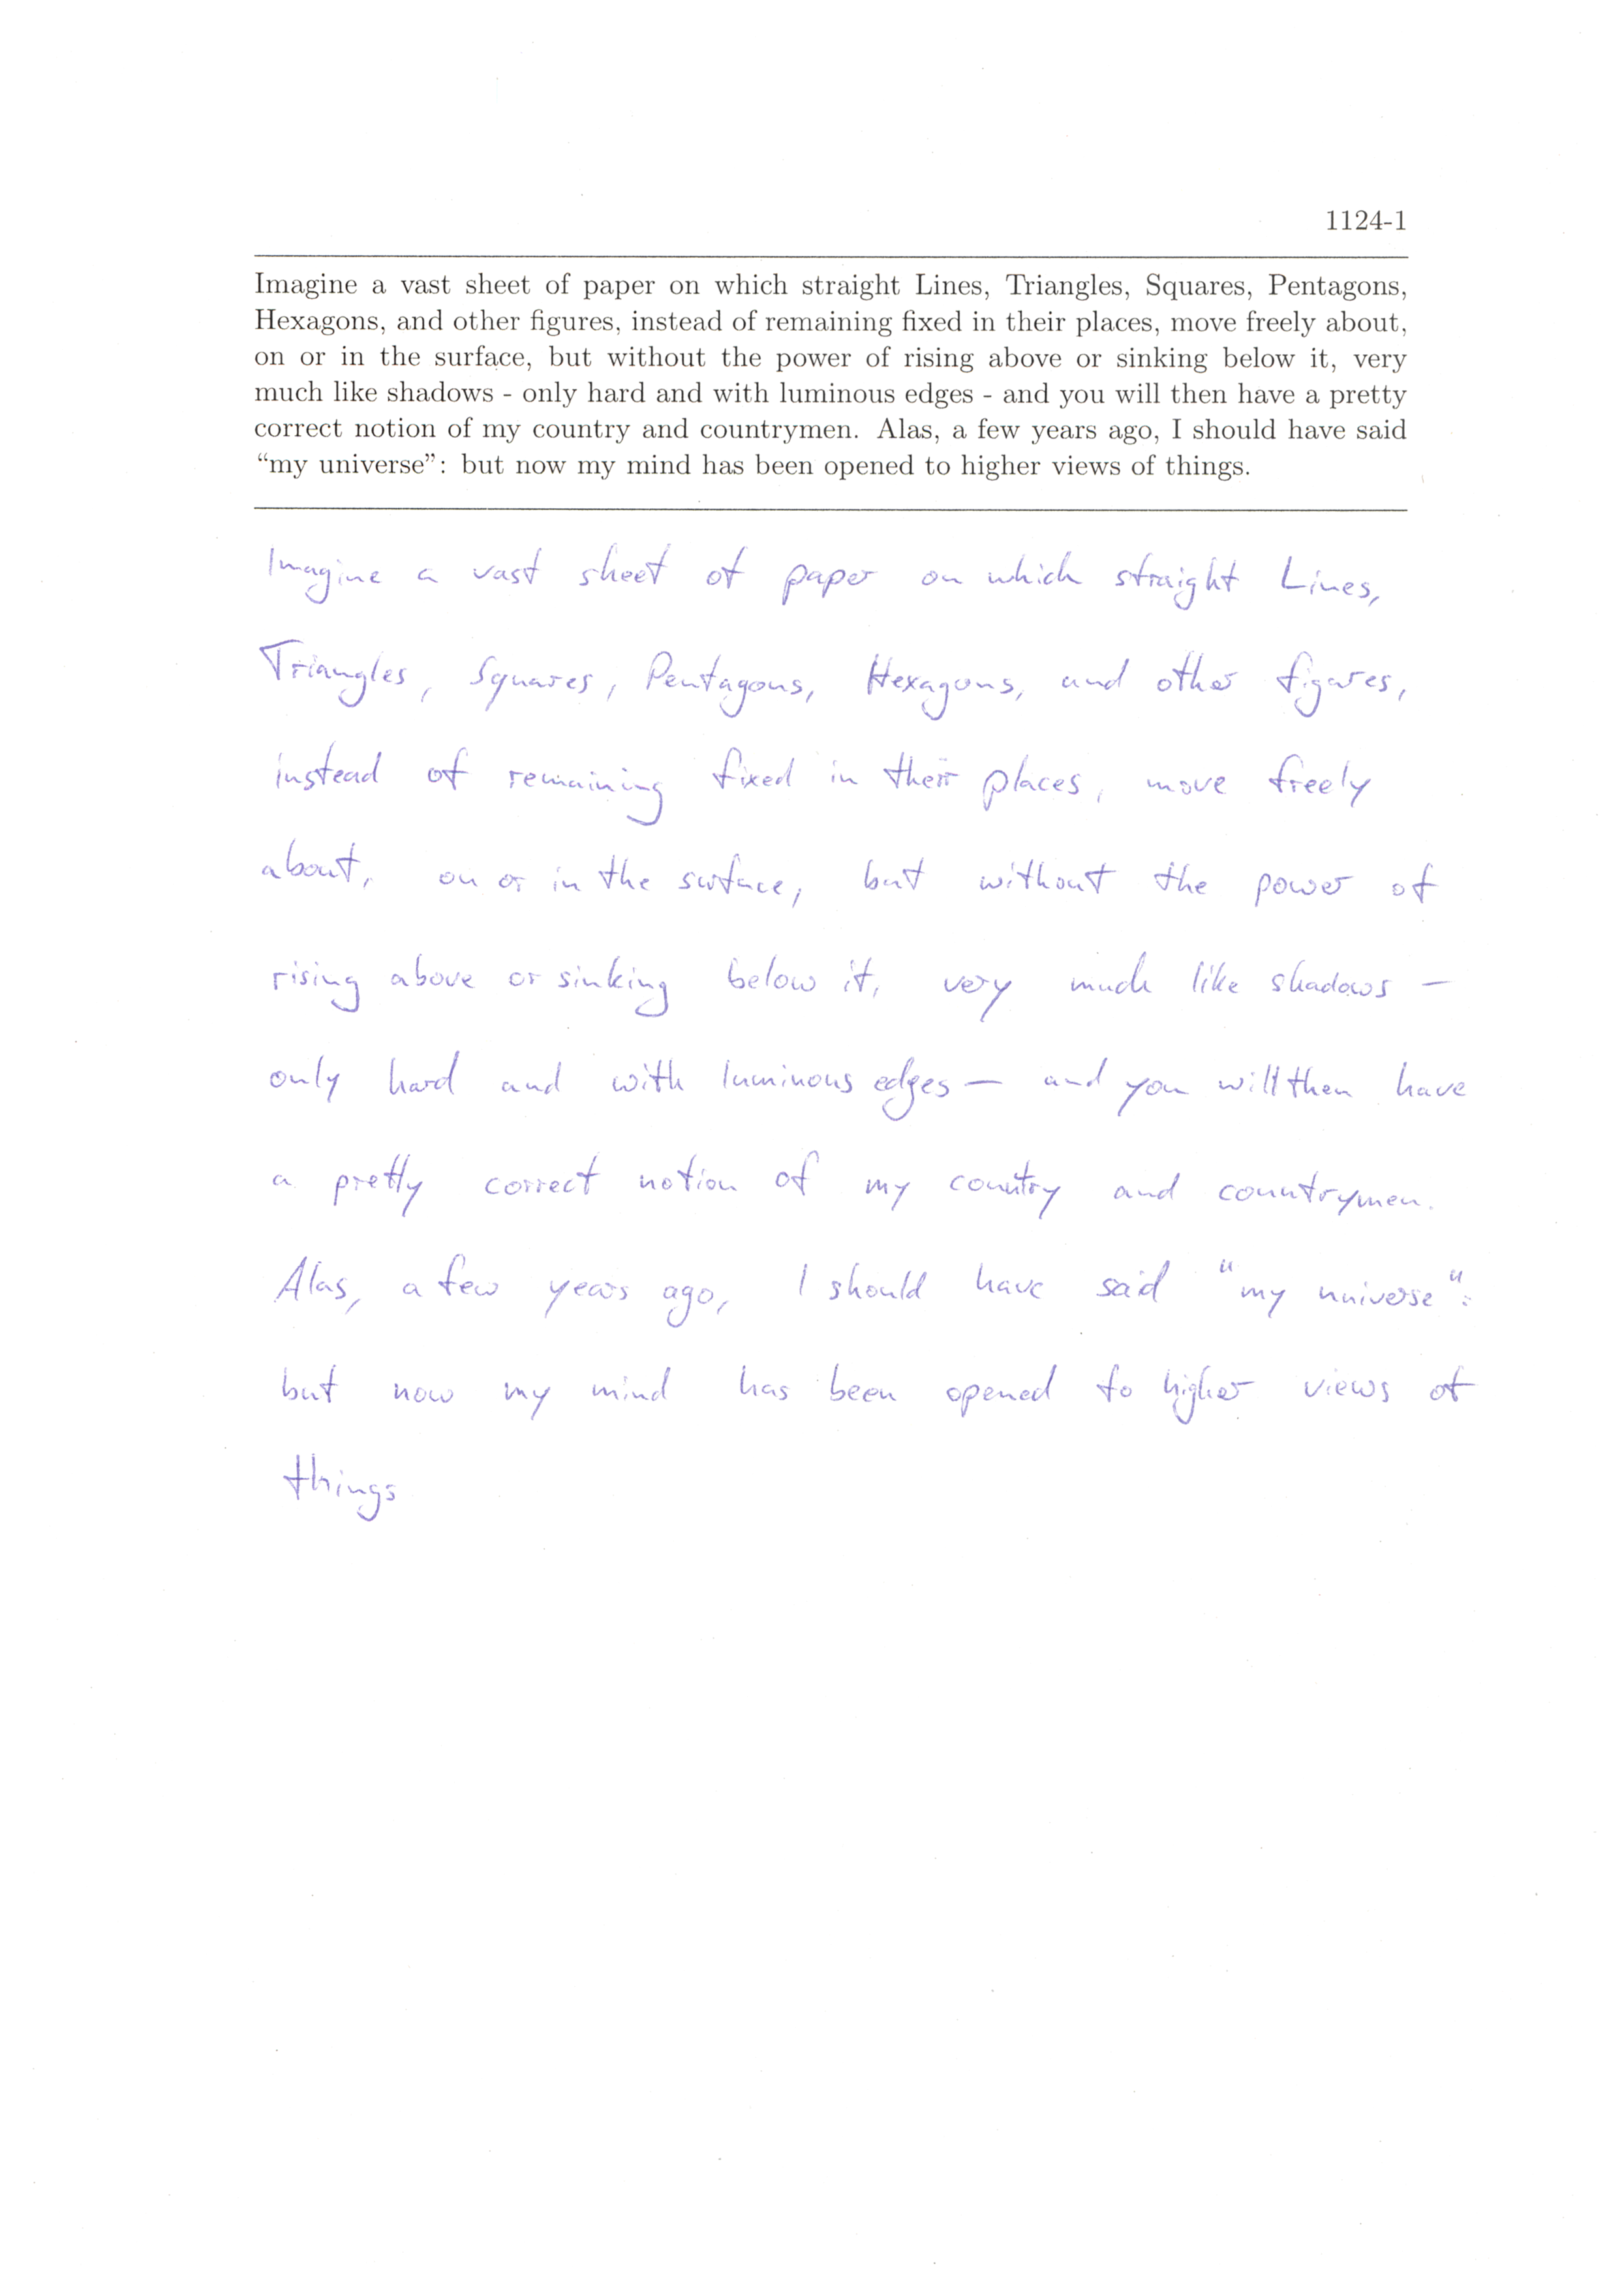 1124-1
Imagine a vast sheet of paper on which straight Lines, Triangles, Squares, Pentagons,
Hexagons, and other figures, instead of remaining fixed in their places, move freely about,
on or in the surface, but without the power of rising above or sinking below it, very
much like shadows - only hard and with luminous edges - and you will then have a pretty
correct notion of my country and countrymen. Alas, a few years ago, I should have said
“my universe”: but now my mind has been opened to higher views of things.
Imagine a vast sheet of paper on which straight Lines,
Triangles, Squares, Pentagons, Hexagons, and other figures,
instead of remaining fixed in their places, move freely
about, on or in the surface, but without the power of
rising above or sinking below it, very much like shadows —
only hard and with luminous edges — and you will then have
a pretty correct notion of my country and countrymen.
Alas, a few years ago, I should have said "my universe":
but now my mind has been opened to higher views of
things